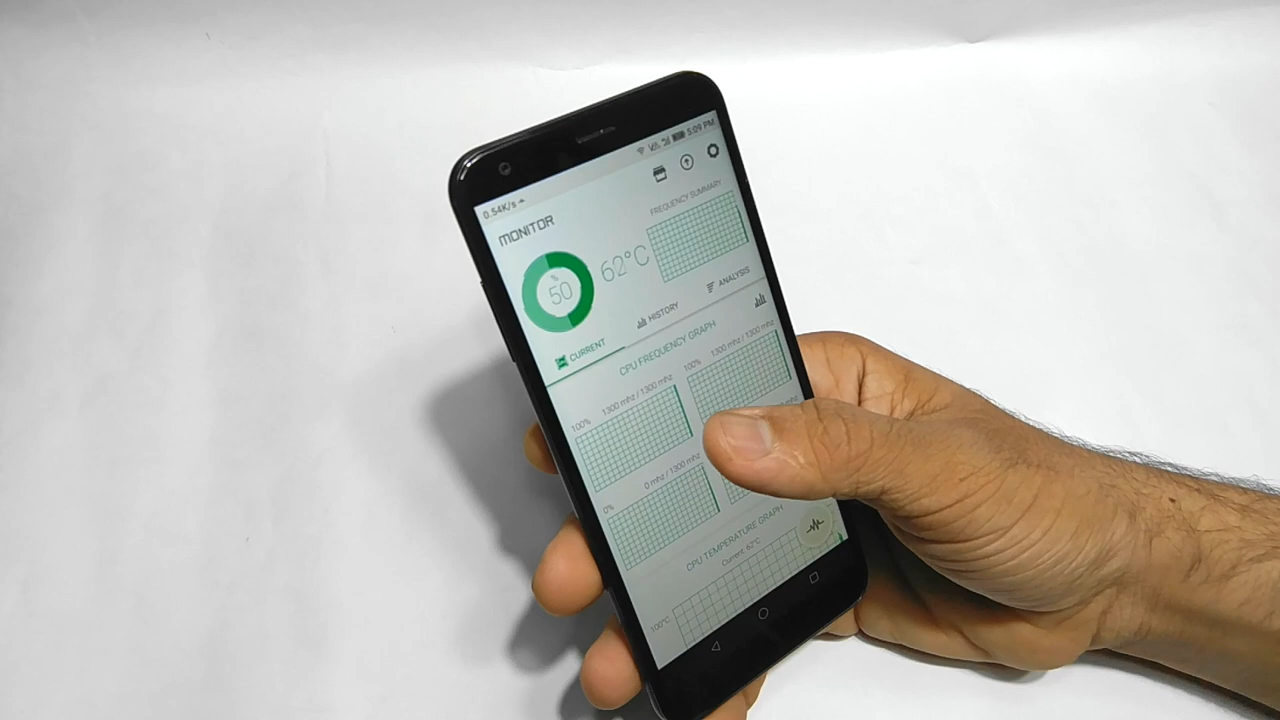 0.54K/s
5:09 PM
MONITOR
%
50
62°C
FREQUENCY SUMMARY
CURRENT
HISTORY
ANALYSIS
CPU FREQUENCY GRAPH
100%
1300 mhz / 1300 mhz
100%
1300 mhz / 1300 mhz
0%
0 mhz / 1300 mhz
CPU TEMPERATURE GRAPH
Current: 62°C
100°C